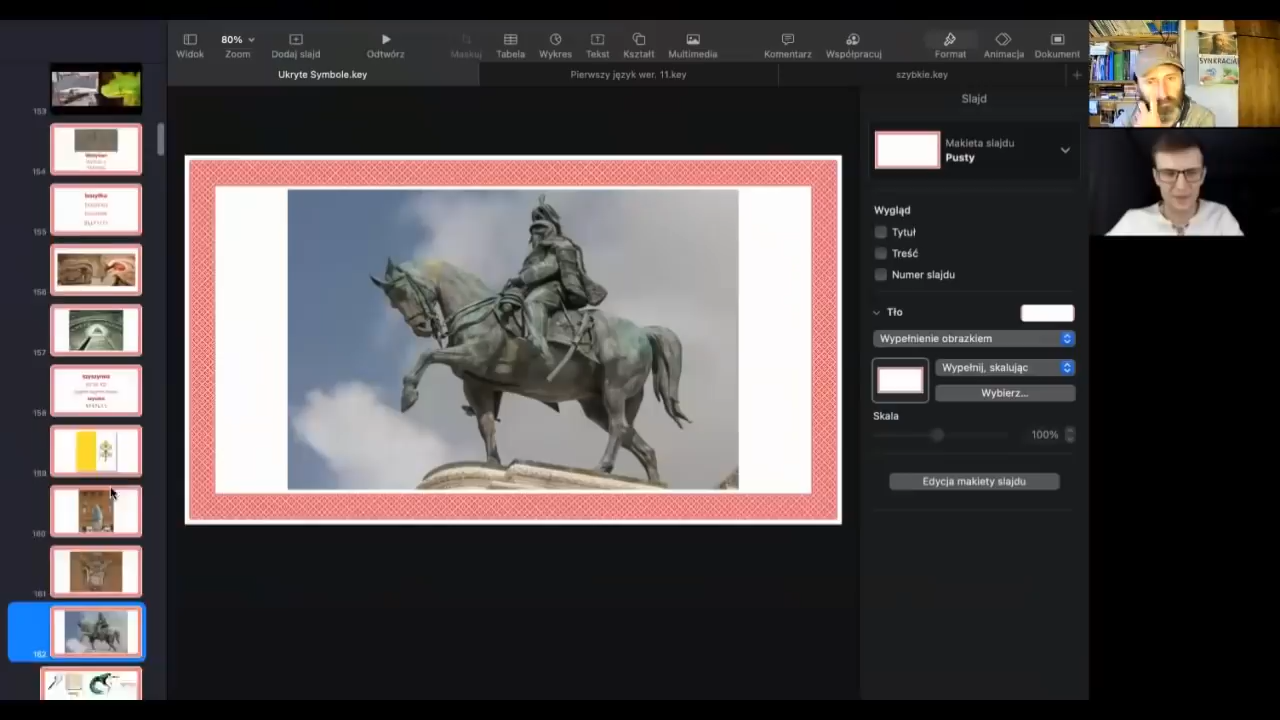 80%
Widok
Zoom
Dodaj slajd
Odtwórz
Maskuj
Tabela
Wykres
Tekst
Kształt
Multimedia
Komentarz
Współpracuj
Format
Animacja
Dokument
Ukryte Symbole.key
Pierwszy język wer. 11.key
szybkie.key
Slajd
Makieta slajdu
Pusty
Wygląd
Tytuł
Treść
Numer slajdu
Tło
Wypełnienie obrazkiem
Wypełnij, skalując
Wybierz...
Skala
100%
Edycja makiety slajdu
153
154
155
156
157
158
159
160
161
162
SYNKRACJA